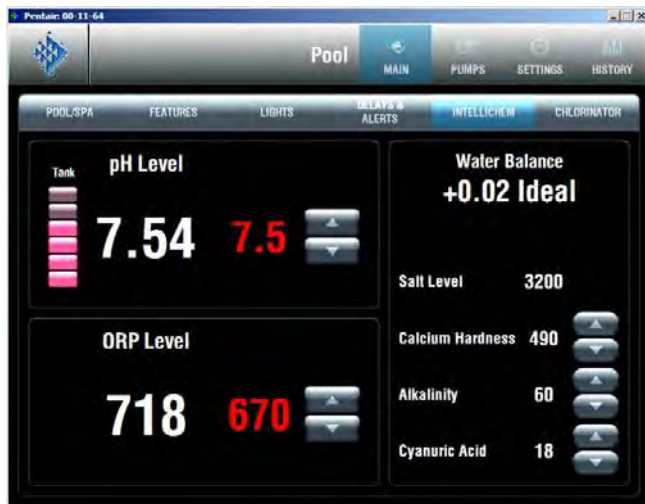 Pentair: 00-11-64
Pool
MAIN
PUMPS
SETTINGS
HISTORY
POOL/SPA
FEATURES
LIGHTS
DELAYS &
ALERTS
INTELLICHEM
CHLORINATOR
pH Level
Tank
7.54 7.5
ORP Level
718 670
Water Balance
+0.02 Ideal
Salt Level 3200
Calcium Hardness 490
Alkalinity 60
Cyanuric Acid 18